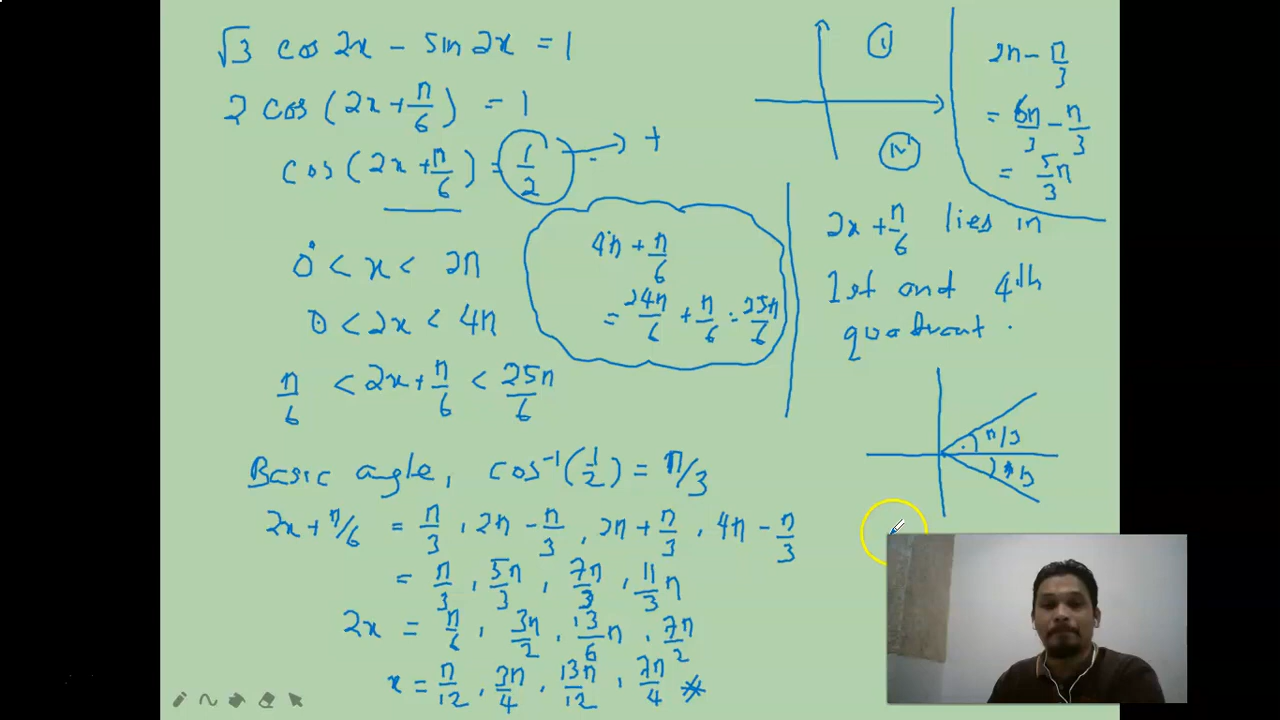 √3 cos 2x - sin 2x = 1
2 cos (2x + π/6) = 1
cos (2x + π/6) = 1/2 → +
0 < x < 2π
0 < 2x < 4π
π/6 < 2x + π/6 < 25π/6
4π + π/6
= 24π/6 + π/6 = 25π/6
Basic angle, cos⁻¹(1/2) = π/3
2x + π/6 = π/3, 2π - π/3, 2π + π/3, 4π - π/3
= π/3, 5π/3, 7π/3, 11/3 π
2x = π/6, 3π/2, 13/6 π, 7π/2
x = π/12, 3π/4, 13π/12, 7π/4 *
I
IV
2π - π/3
= 6π/3 - π/3
= 5/3 π
2x + π/6 lies in
1st and 4th
quadrant.
π/3